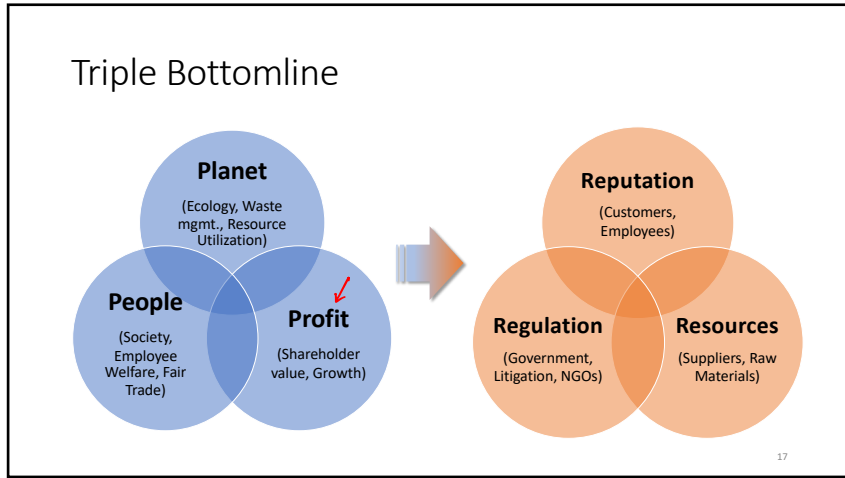 Triple Bottomline
Planet
(Ecology, Waste
mgmt., Resource
Utilization)
People
(Society,
Employee
Welfare, Fair
Trade)
Profit
(Shareholder
value, Growth)
Reputation
(Customers,
Employees)
Regulation
(Government,
Litigation, NGOs)
Resources
(Suppliers, Raw
Materials)
17